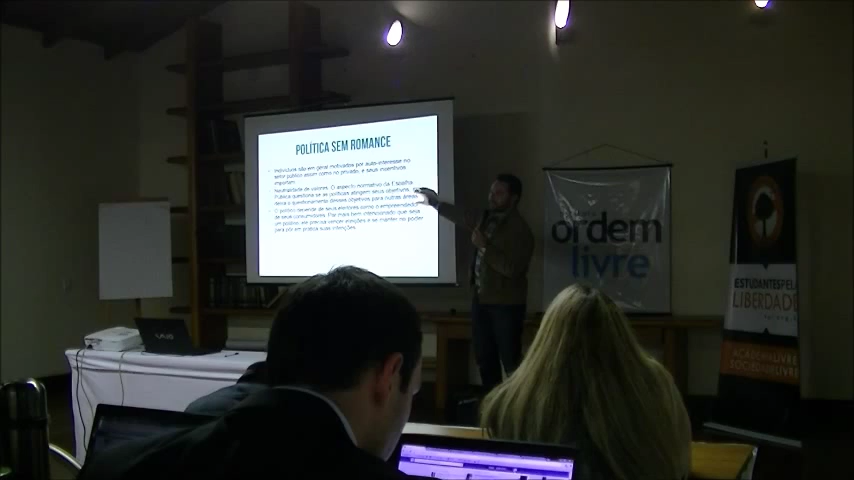 POLÍTICA SEM ROMANCE
Indivíduos são em geral motivados por auto-interesse no
setor público assim como no privado, e seus incentivos
importam.
Neutralidade de valores: O aspecto normativo da Escolha
Pública questiona se as políticas atingem seus objetivos
deixa o questionamento desses objetivos para outras áreas
O político depende de seus eleitores como o empreendedor
de seus consumidores. Por mais bem intencionado que seja
um político, ele precisa vencer eleições e se manter no poder
para pôr em prática suas intenções.
ordem
livre
ESTUDANTES PELA
LIBERDADE
ACADEMIA LIVRE
SOCIEDADE LIVRE
VAIO